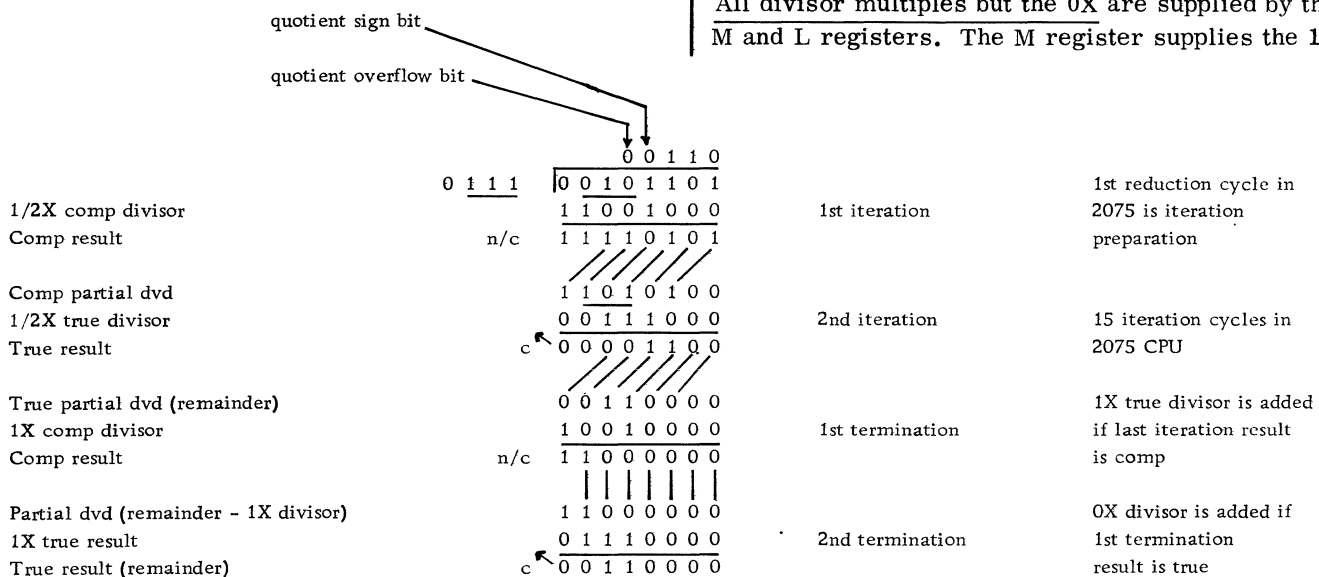 All divisor multiples but the 0X are supplied by th
M and L registers. The M register supplies the 1
quotient sign bit
quotient overflow bit
0 0 1 1 0
0 1 1 1 0 0 1 0 1 1 0 1 1st reduction cycle in
1/2X comp divisor 1 1 0 0 1 0 0 0 1st iteration 2075 is iteration
Comp result n/c 1 1 1 1 0 1 0 1 preparation
Comp partial dvd 1 1 0 1 0 1 0 0
1/2X true divisor 0 0 1 1 1 0 0 0 2nd iteration 15 iteration cycles in
True result c 0 0 0 0 1 1 0 0 2075 CPU
True partial dvd (remainder) 0 0 1 1 0 0 0 0 1X true divisor is added
1X comp divisor 1 0 0 1 0 0 0 0 1st termination if last iteration result
Comp result n/c 1 1 0 0 0 0 0 0 is comp
Partial dvd (remainder - 1X divisor) 1 1 0 0 0 0 0 0 0X divisor is added if
1X true result 0 1 1 1 0 0 0 0 2nd termination 1st termination
True result (remainder) c 0 0 1 1 0 0 0 0 result is true